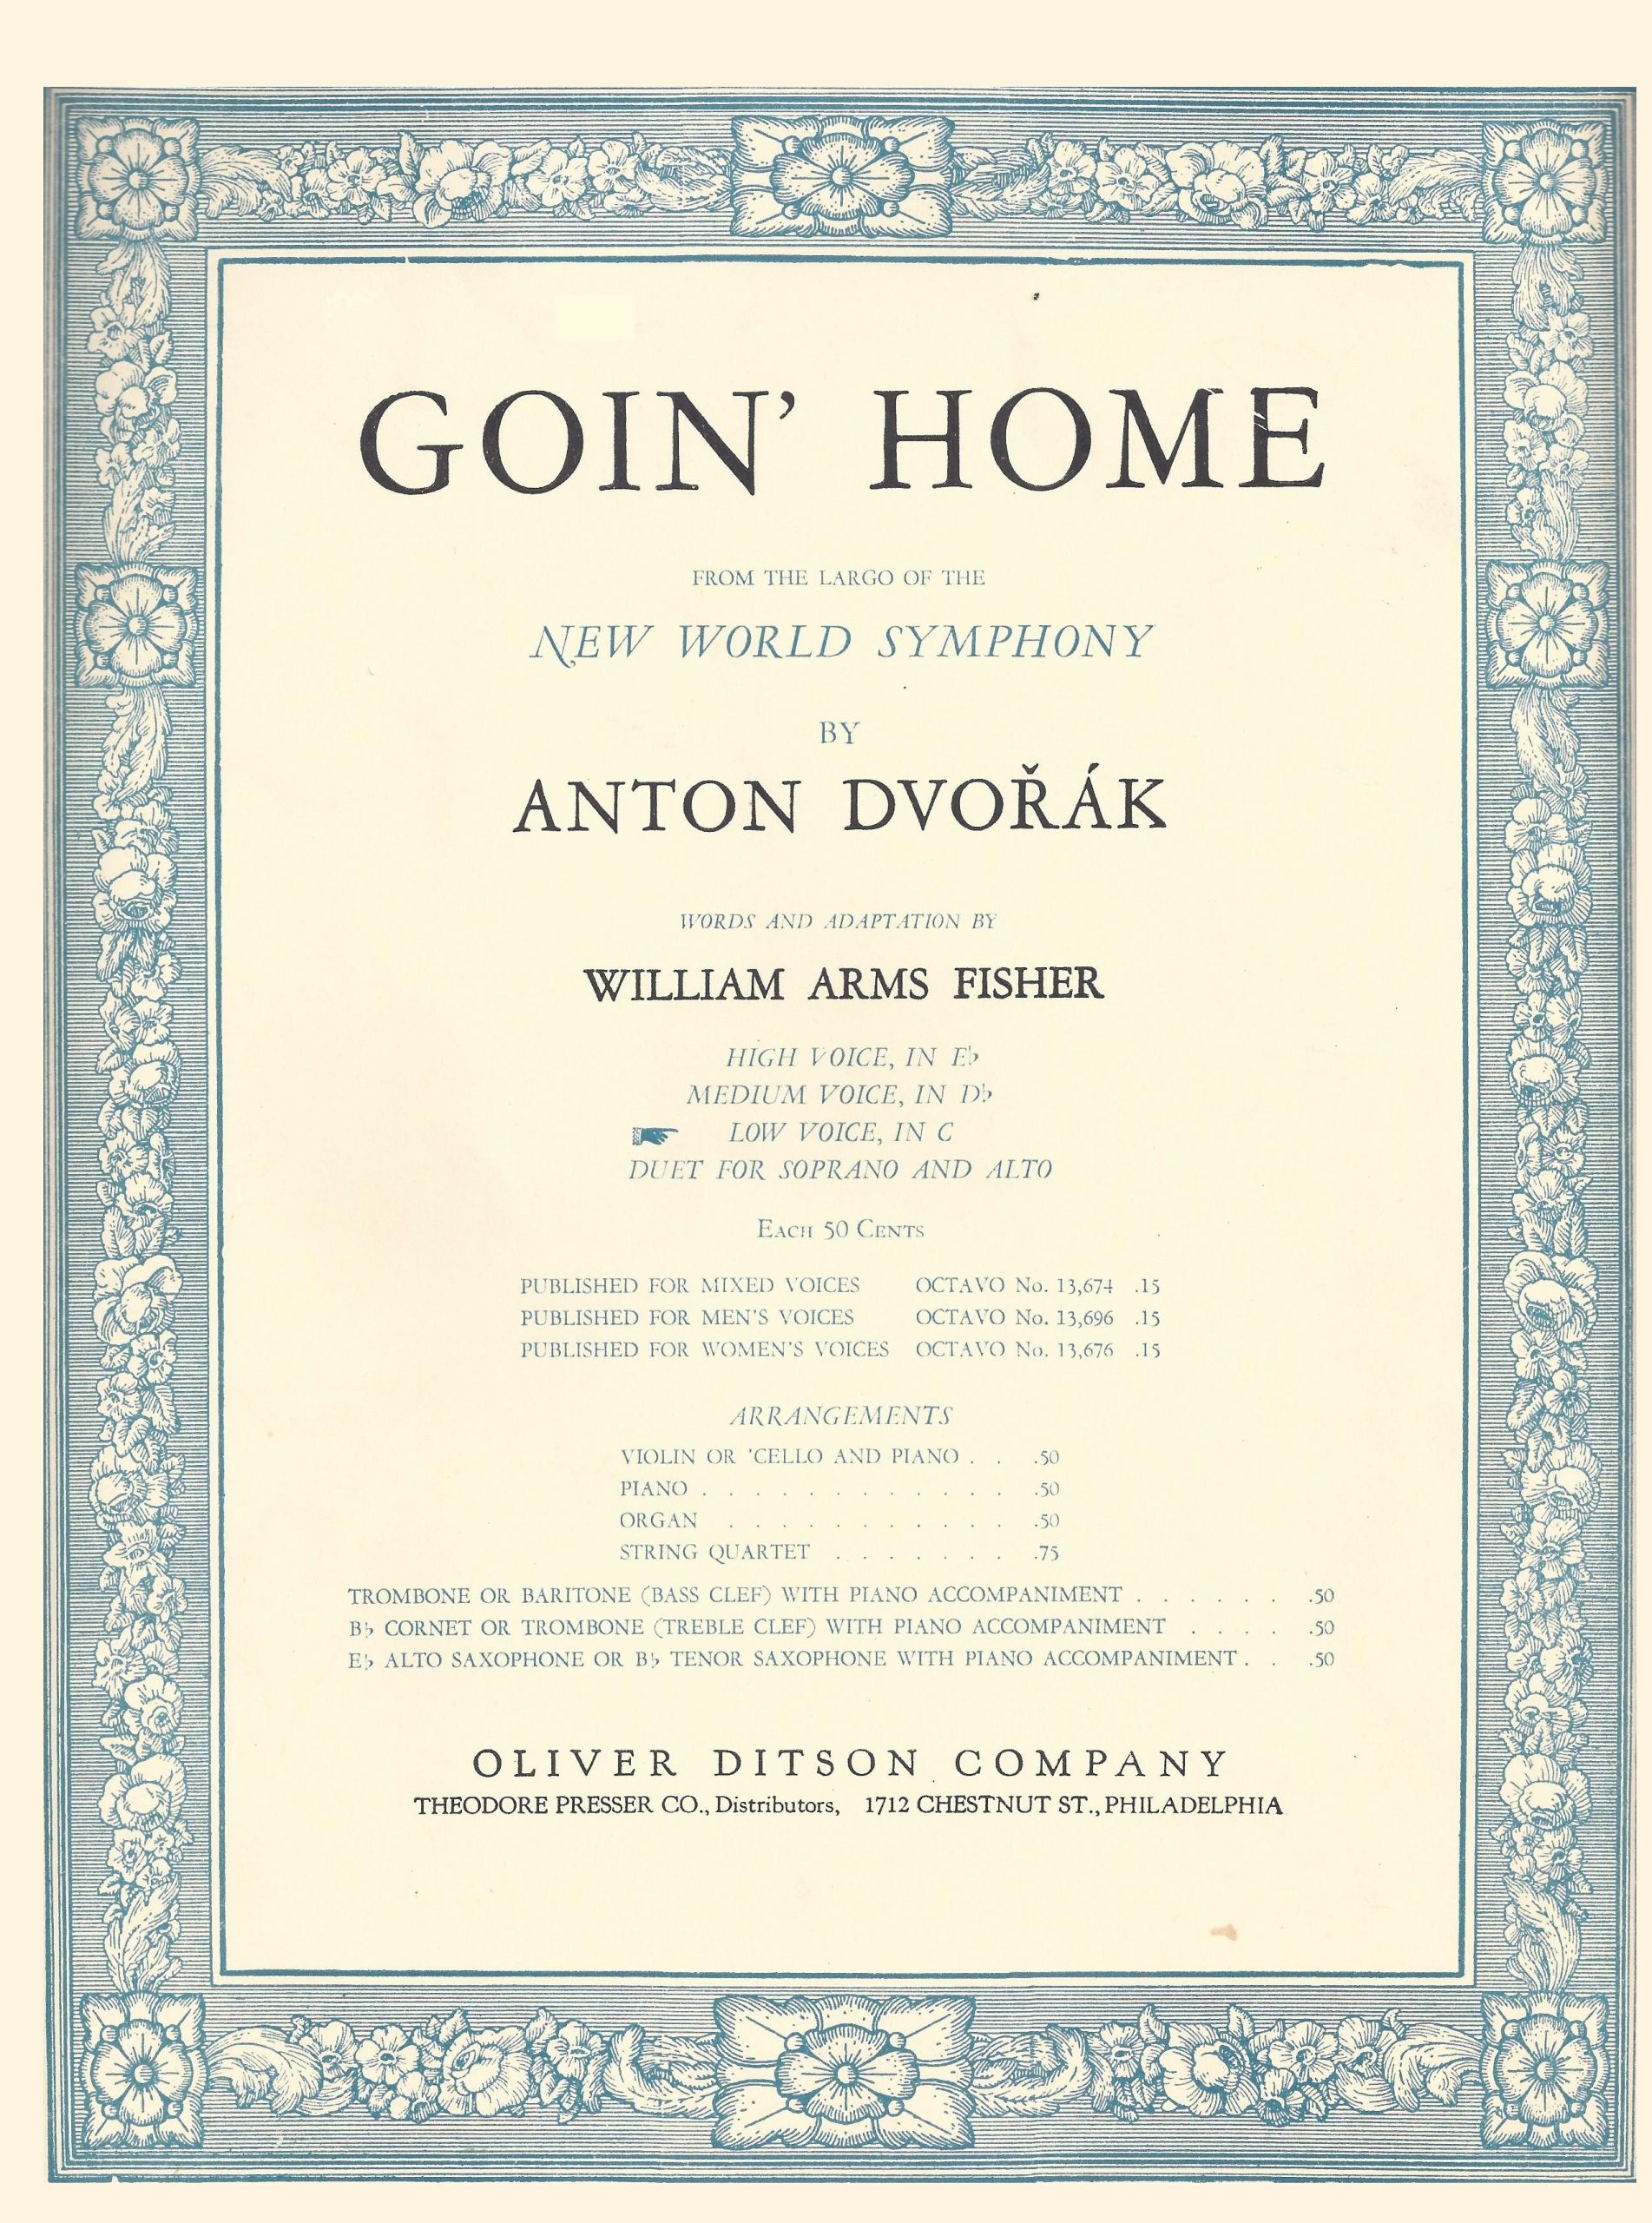 GOIN' HOME
FROM THE LARGO OF THE
NEW WORLD SYMPHONY
BY
ANTON DVOŘÁK
WORDS AND ADAPTATION BY
WILLIAM ARMS FISHER
HIGH VOICE, IN E♭
MEDIUM VOICE, IN D♭
LOW VOICE, IN C
DUET FOR SOPRANO AND ALTO
EACH 50 CENTS
PUBLISHED FOR MIXED VOICES OCTAVO No. 13,674 .15
PUBLISHED FOR MEN'S VOICES OCTAVO No. 13,696 .15
PUBLISHED FOR WOMEN'S VOICES OCTAVO No. 13,676 .15
ARRANGEMENTS
VIOLIN OR 'CELLO AND PIANO . . .50
PIANO . . . . . . . . . . . . .50
ORGAN . . . . . . . . . . . .50
STRING QUARTET . . . . . . . .75
TROMBONE OR BARITONE (BASS CLEF) WITH PIANO ACCOMPANIMENT . . . . . . .50
B♭ CORNET OR TROMBONE (TREBLE CLEF) WITH PIANO ACCOMPANIMENT . . . . .50
E♭ ALTO SAXOPHONE OR B♭ TENOR SAXOPHONE WITH PIANO ACCOMPANIMENT . . .50
OLIVER DITSON COMPANY
THEODORE PRESSER CO., Distributors, 1712 CHESTNUT ST., PHILADELPHIA